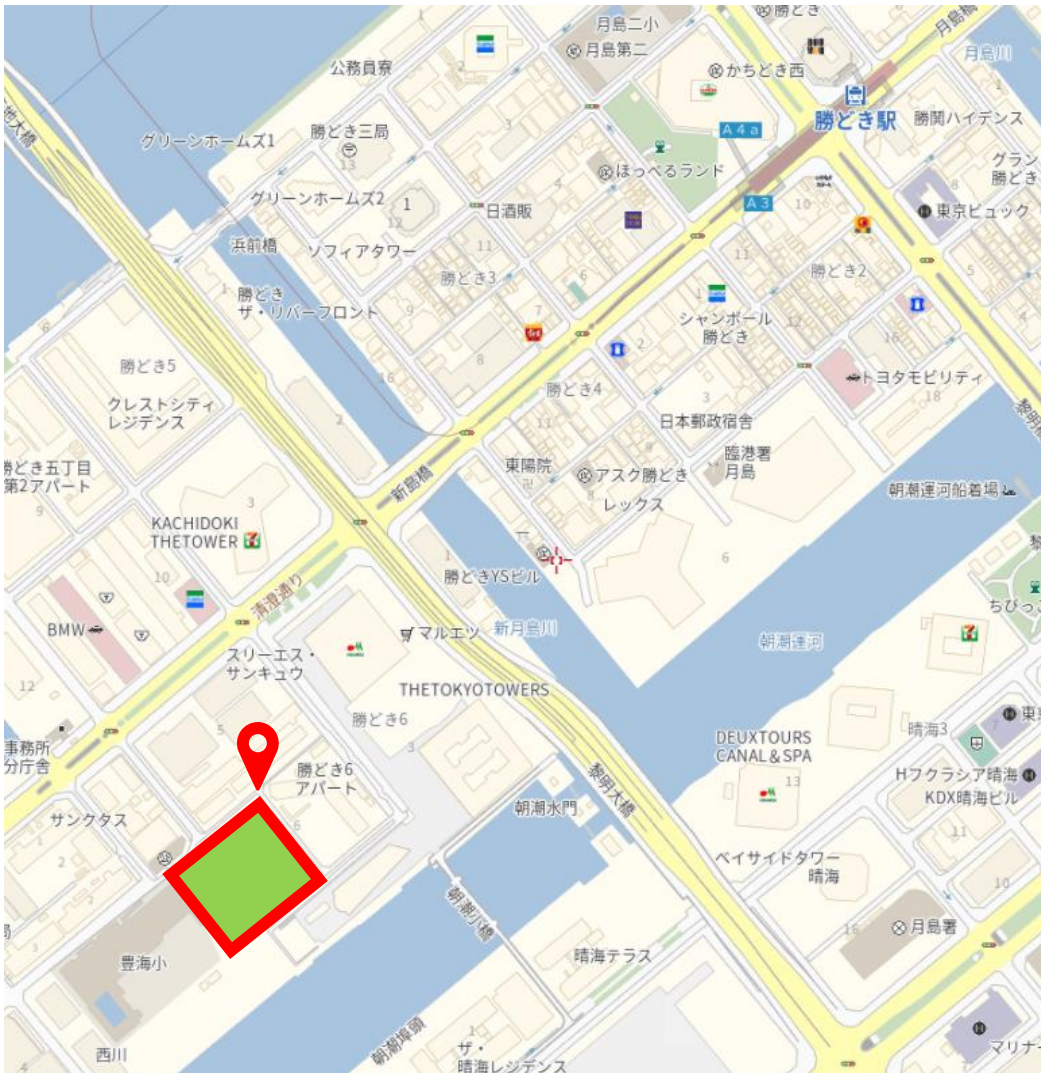 月島二小
月島第二
勝どき
月島橋
月島川
公務員寮
かちどき西
勝どき駅
勝鬨ハイデンス
グリーンホームズ1
勝どき三局
A4a
ほっぺるランド
グラン
勝どき
グリーンホームズ2
日酒販
A3
東京ビュック
浜前橋
ソフィアタワー
勝どき3
勝どき2
勝どき
ザ・リバーフロント
シャンボール
勝どき
勝どき5
トヨタモビリティ
クレストシティ
レジデンス
勝どき4
日本郵政宿舎
東陽院
アスク勝どき
臨港署
月島
勝どき五丁目
第2アパート
新島橋
レックス
朝潮運河船着場
KACHIDOKI
THETOWER
勝どきYSビル
清澄通り
ちびっこ
BMW
マルエツ
新月島川
朝潮運河
スリーエス・
サンキュウ
THETOKYOTOWERS
勝どき6
晴海3
事務所
分庁舎
DEUXTOURS
CANAL&SPA
勝どき6
アパート
黎明大橋
Hフクラシア晴海
KDX晴海ビル
サンクタス
朝潮水門
ベイサイドタワー
晴海
朝潮小橋
月島署
豊海小
晴海テラス
朝潮埠頭
西川
ザ・
晴海レジデンス
マリナー